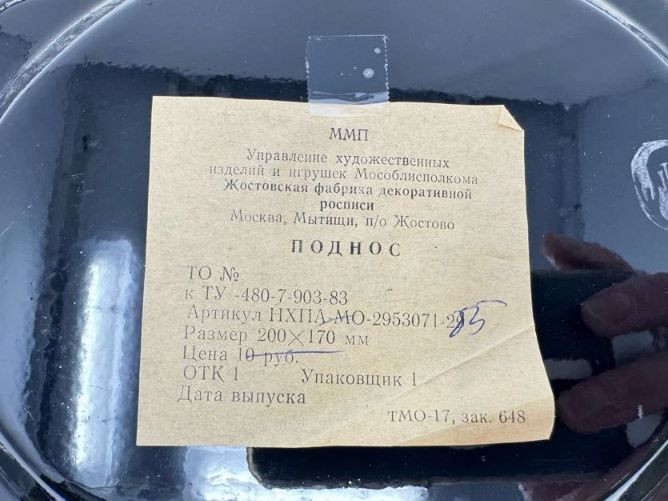 ММП
Управление художественных
изделий и игрушек Мособлисполкома
Жостовская фабрика декоративной
росписи
Москва, Мытищи, п/о Жостово
ПОДНОС
ТО №
к ТУ -480-7-903-83
Артикул НХПА-МО-2953071-285
Размер 200×170 мм
Цена 10 руб.
ОТК 1 Упаковщик 1
Дата выпуска
ТМО-17, зак. 648